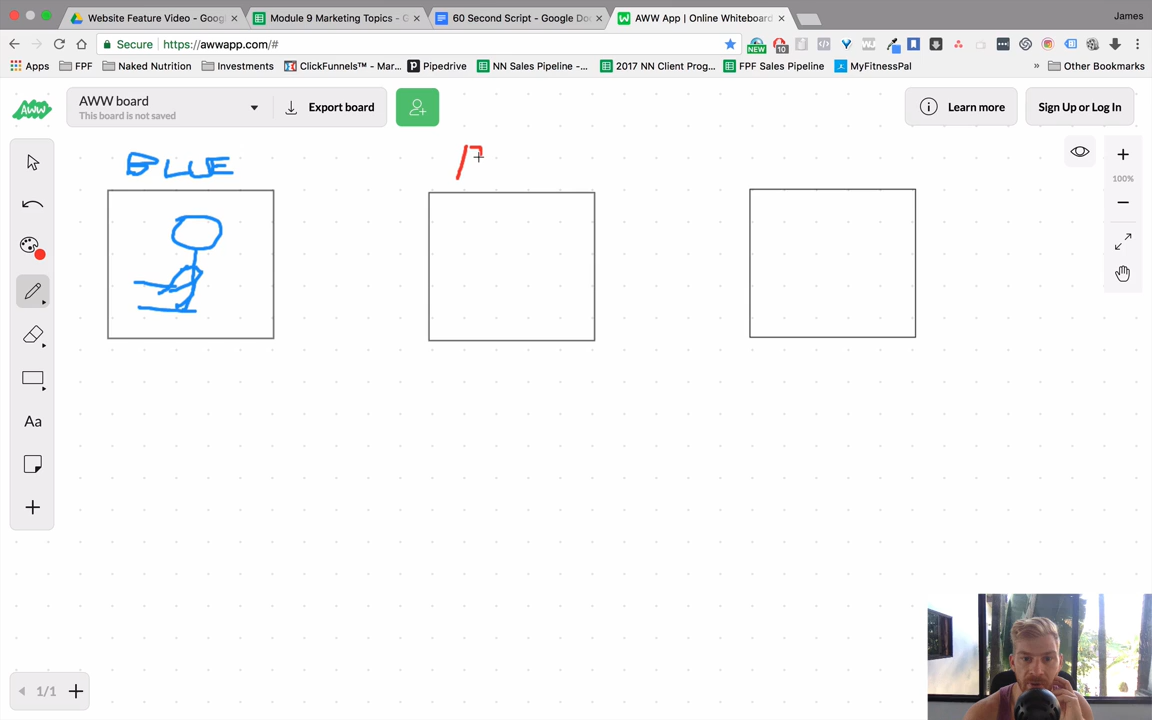 Website Feature Video - Goog
Module 9 Marketing Topics - G
60 Second Script - Google Do
AWW App | Online Whiteboard
James
Secure
https://awwapp.com/#
NEW
10
Apps
FPF
Naked Nutrition
Investments
ClickFunnels™ - Mar...
Pipedrive
NN Sales Pipeline -...
2017 NN Client Prog...
FPF Sales Pipeline
MyFitnessPal
»
Other Bookmarks
AWW
AWW board
This board is not saved
Export board
Learn more
Sign Up or Log In
BLUE
100%
Aa
1/1